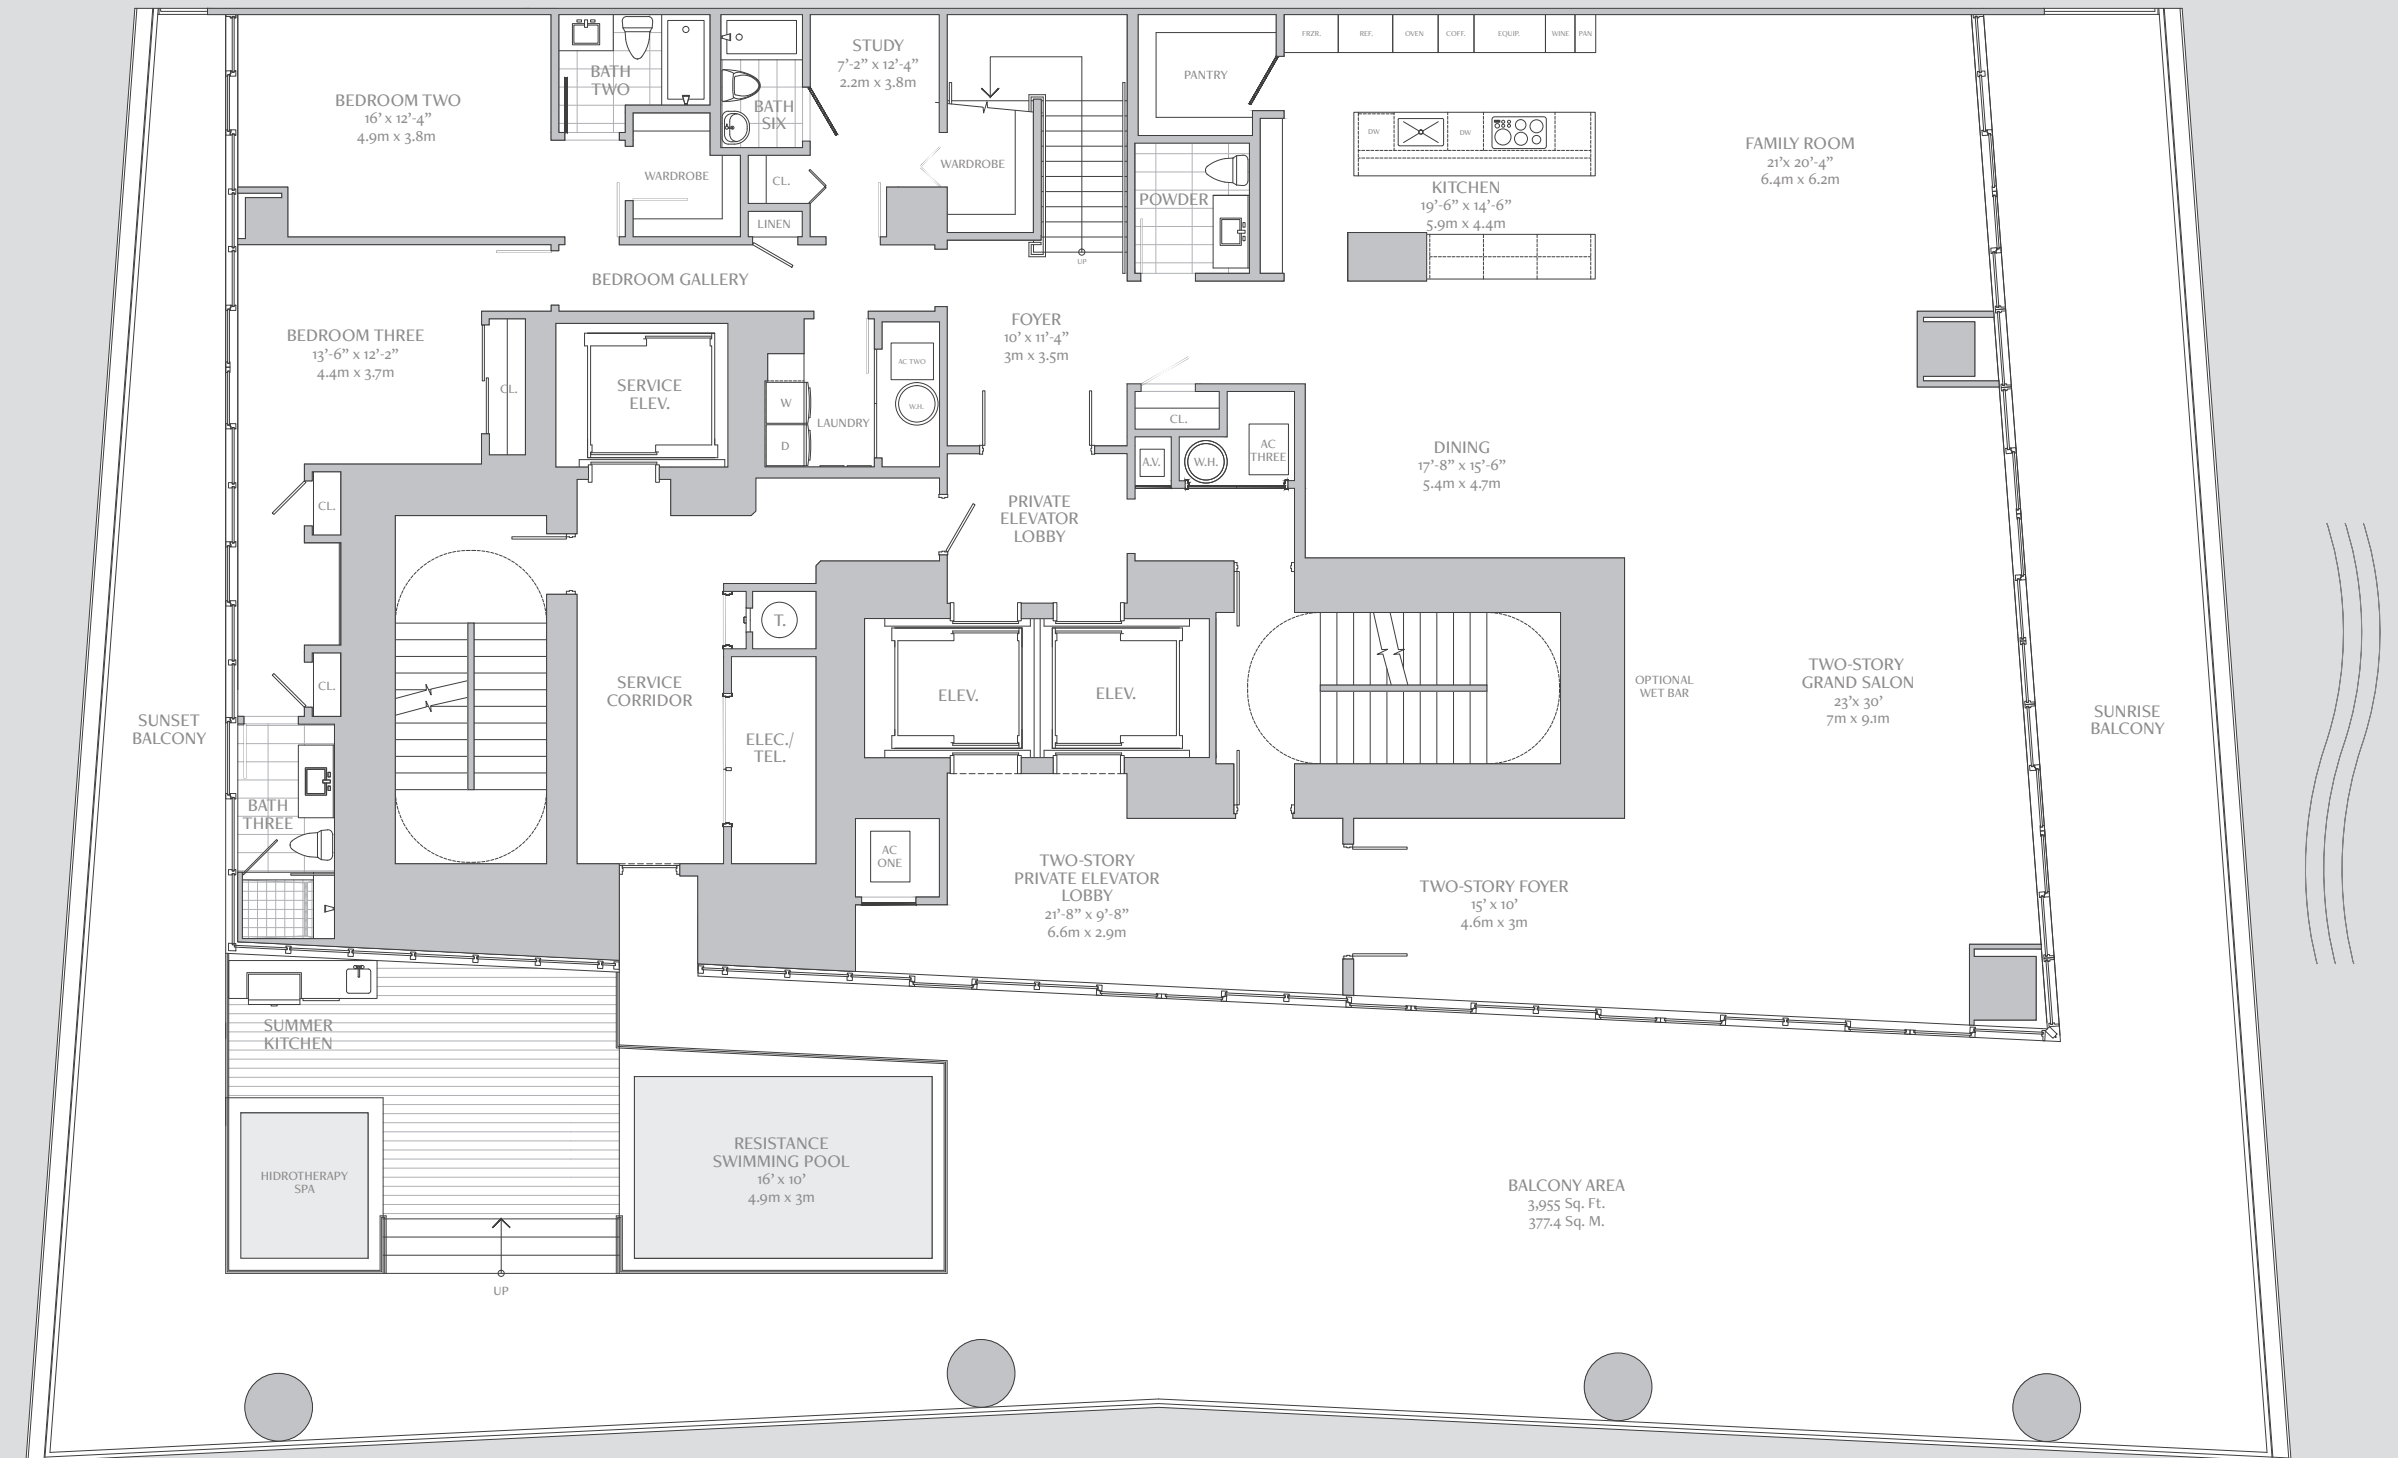 FRZR.
REF.
OVEN
COFF.
EQUIP.
WINE
PAN
BEDROOM TWO
16' x 12'-4"
4.9m x 3.8m
BATH
TWO
BATH
SIX
STUDY
7'-2" x 12'-4"
2.2m x 3.8m
PANTRY
WARDROBE
CL.
LINEN
WARDROBE
UP
POWDER
DW
DW
KITCHEN
19'-6" x 14'-6"
5.9m x 4.4m
FAMILY ROOM
21'x 20'-4"
6.4m x 6.2m
BEDROOM GALLERY
BEDROOM THREE
13'-6" x 12'-2"
4.4m x 3.7m
CL.
SERVICE
ELEV.
W
D
LAUNDRY
AC TWO
W.H.
FOYER
10' x 11'-4"
3m x 3.5m
CL.
A.V.
W.H.
AC
THREE
DINING
17'-8" x 15'-6"
5.4m x 4.7m
CL.
PRIVATE
ELEVATOR
LOBBY
T.
CL.
SERVICE
CORRIDOR
ELEC./
TEL.
ELEV.
ELEV.
OPTIONAL
WET BAR
TWO-STORY
GRAND SALON
23'x 30'
7m x 9.1m
SUNSET
BALCONY
SUNRISE
BALCONY
BATH
THREE
AC
ONE
TWO-STORY
PRIVATE ELEVATOR
LOBBY
21'-8" x 9'-8"
6.6m x 2.9m
TWO-STORY FOYER
15' x 10'
4.6m x 3m
SUMMER
KITCHEN
HIDROTHERAPY
SPA
RESISTANCE
SWIMMING POOL
16' x 10'
4.9m x 3m
BALCONY AREA
3,955 Sq. Ft.
377.4 Sq. M.
UP